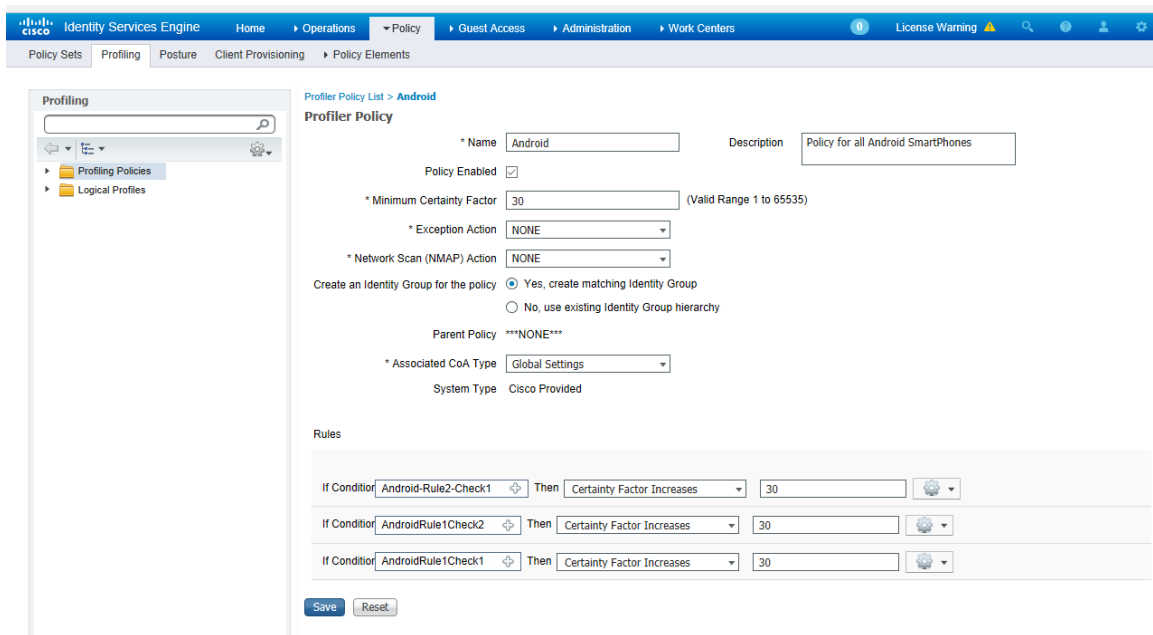 cisco Identity Services Engine Home Operations Policy Guest Access Administration Work Centers 0 License Warning
Policy Sets Profiling Posture Client Provisioning Policy Elements
Profiling
Profiler Policy List > Android
Profiler Policy
* Name Android Description Policy for all Android SmartPhones
Policy Enabled
* Minimum Certainty Factor 30 (Valid Range 1 to 65535)
* Exception Action NONE
* Network Scan (NMAP) Action NONE
Create an Identity Group for the policy Yes, create matching Identity Group
No, use existing Identity Group hierarchy
Parent Policy ***NONE***
* Associated CoA Type Global Settings
System Type Cisco Provided
Profiling Policies
Logical Profiles
Rules
If Condition Android-Rule2-Check1 Then Certainty Factor Increases 30
If Condition AndroidRule1Check2 Then Certainty Factor Increases 30
If Condition AndroidRule1Check1 Then Certainty Factor Increases 30
Save Reset